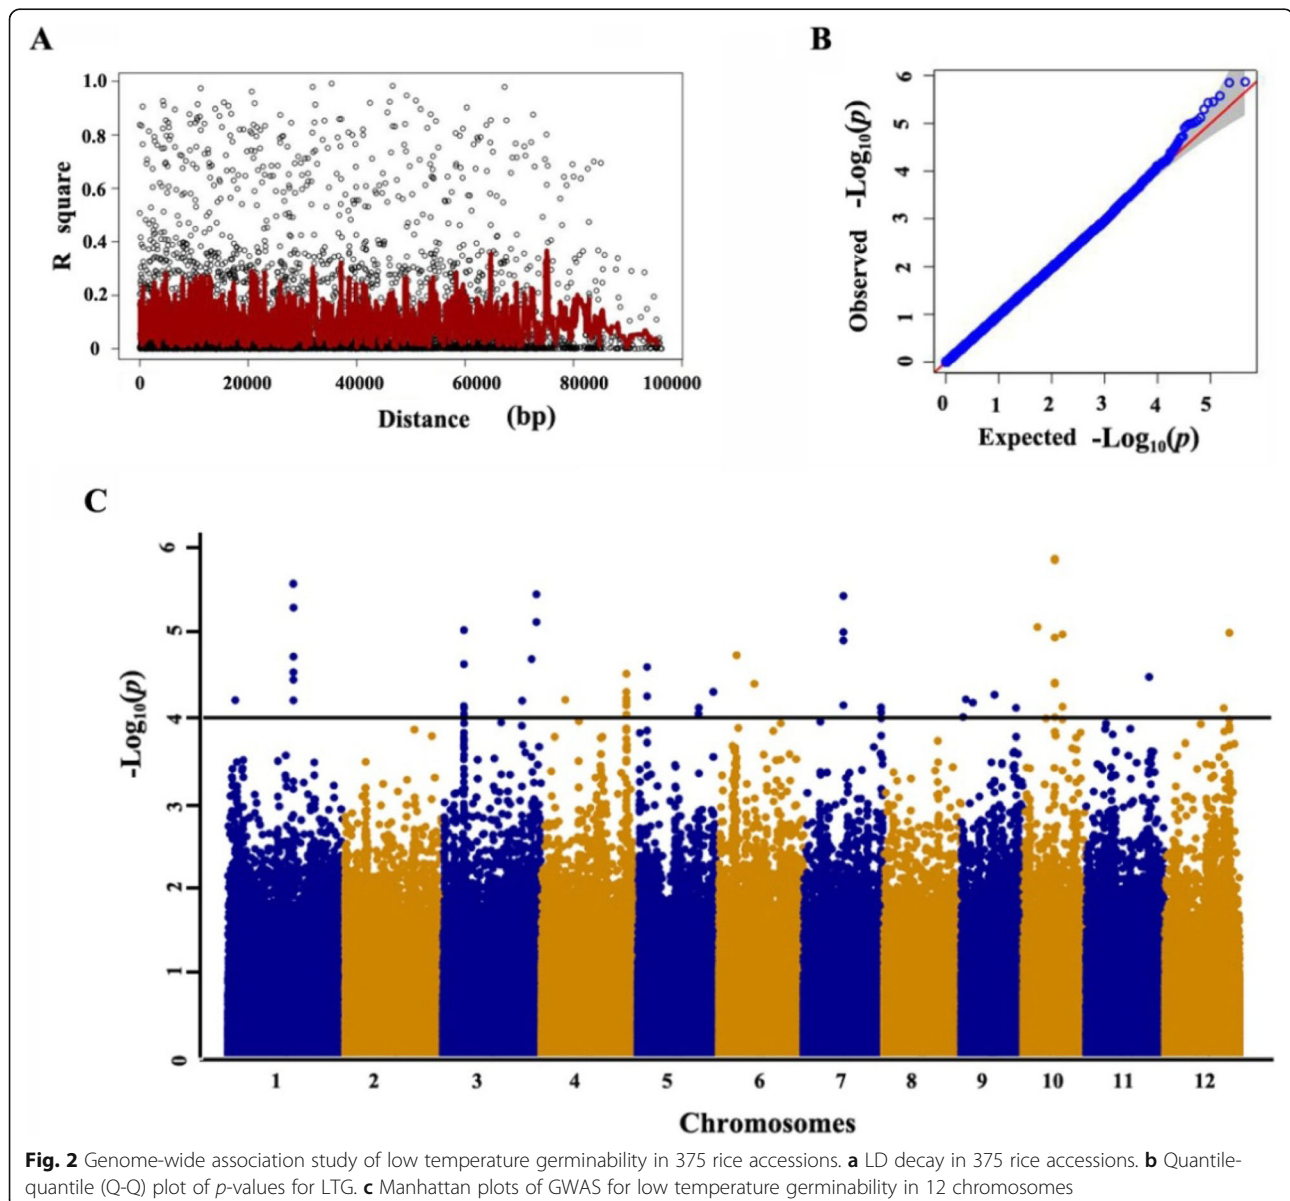 A
1.0
0.8
0.6
0.4
0.2
0
R square
0 20000 40000 60000 80000 100000
Distance (bp)
B
6
5
4
3
2
1
0
Observed -Log10(p)
0 1 2 3 4 5
Expected -Log10(p)
C
6
5
4
3
2
1
0
-Log10(p)
1 2 3 4 5 6 7 8 9 10 11 12
Chromosomes
Fig. 2 Genome-wide association study of low temperature germinability in 375 rice accessions. a LD decay in 375 rice accessions. b Quantile-
quantile (Q-Q) plot of p-values for LTG. c Manhattan plots of GWAS for low temperature germinability in 12 chromosomes